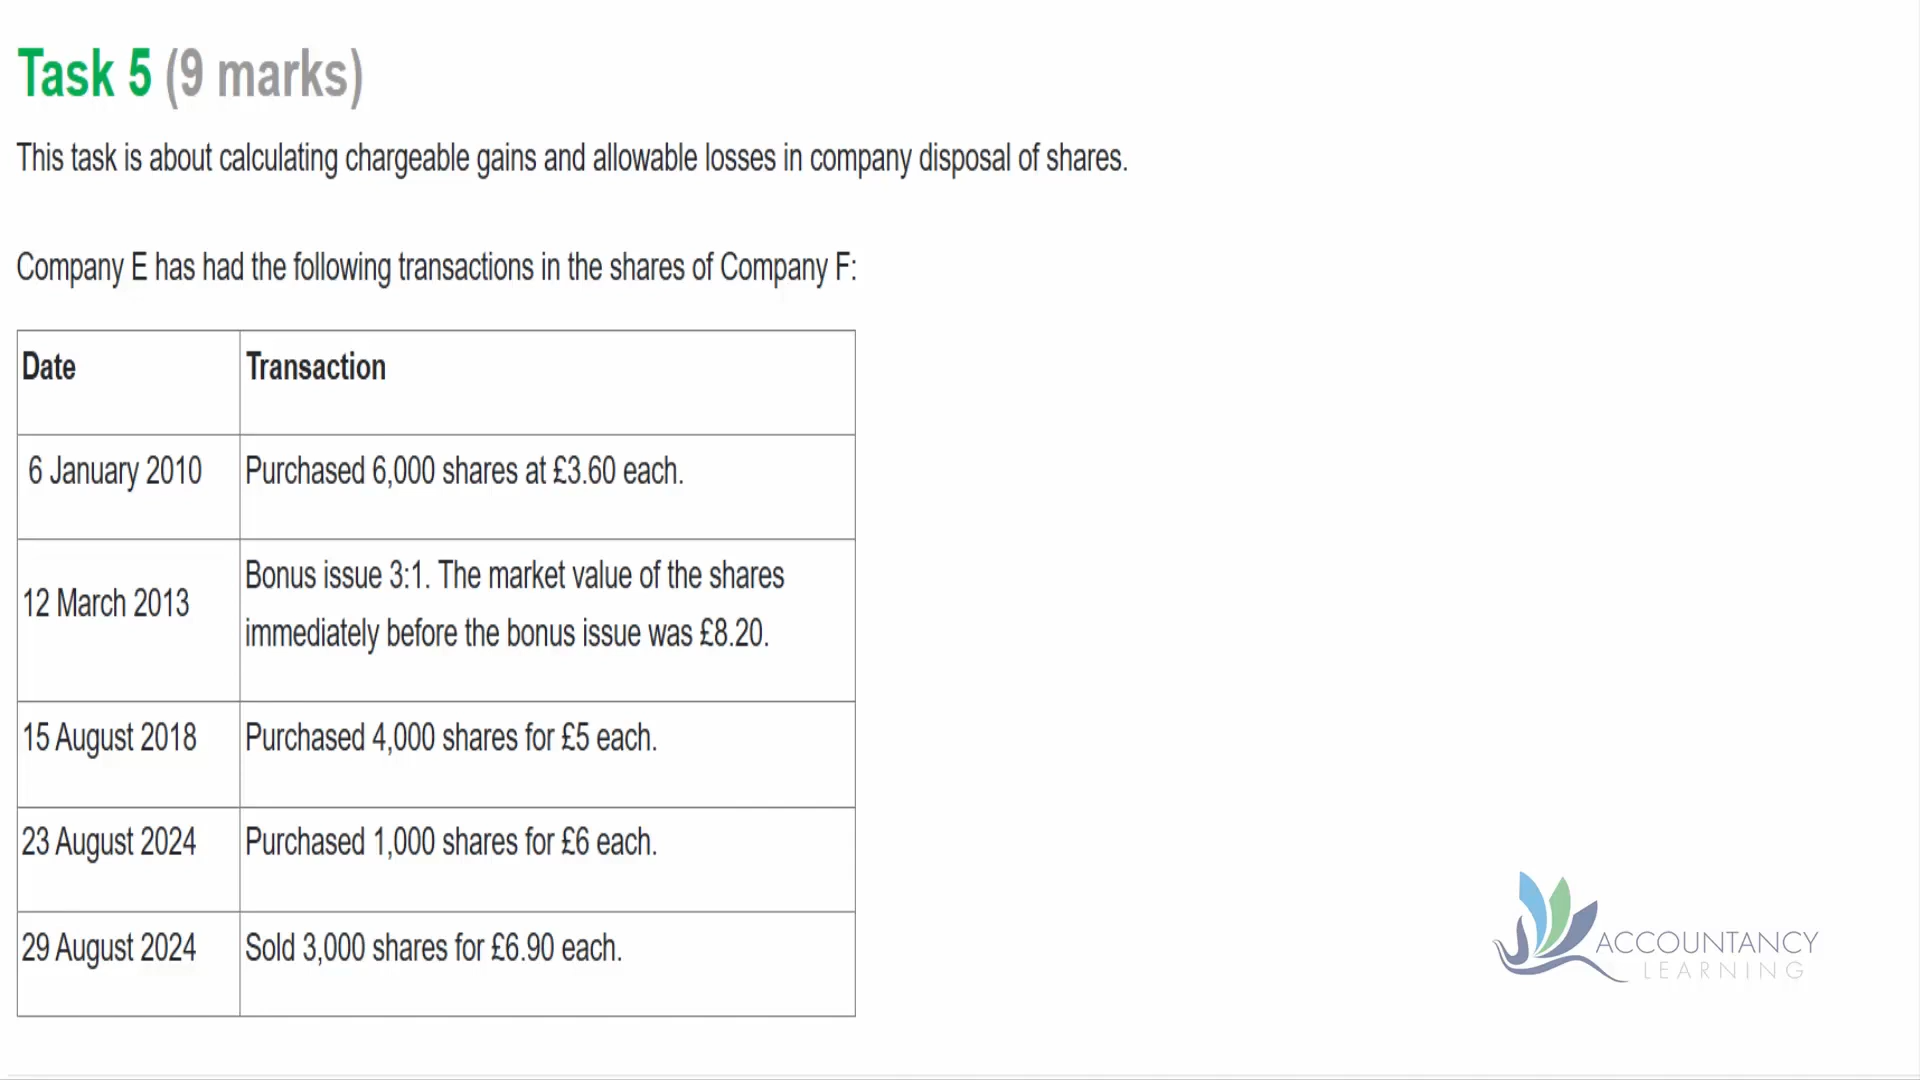 Task 5 (9 marks)
This task is about calculating chargeable gains and allowable losses in company disposal of shares.
Company E has had the following transactions in the shares of Company F:
Date Transaction
6 January 2010 Purchased 6,000 shares at £3.60 each.
12 March 2013 Bonus issue 3:1. The market value of the shares
immediately before the bonus issue was £8.20.
15 August 2018 Purchased 4,000 shares for £5 each.
23 August 2024 Purchased 1,000 shares for £6 each.
29 August 2024 Sold 3,000 shares for £6.90 each.
ACCOUNTANCY
LEARNING